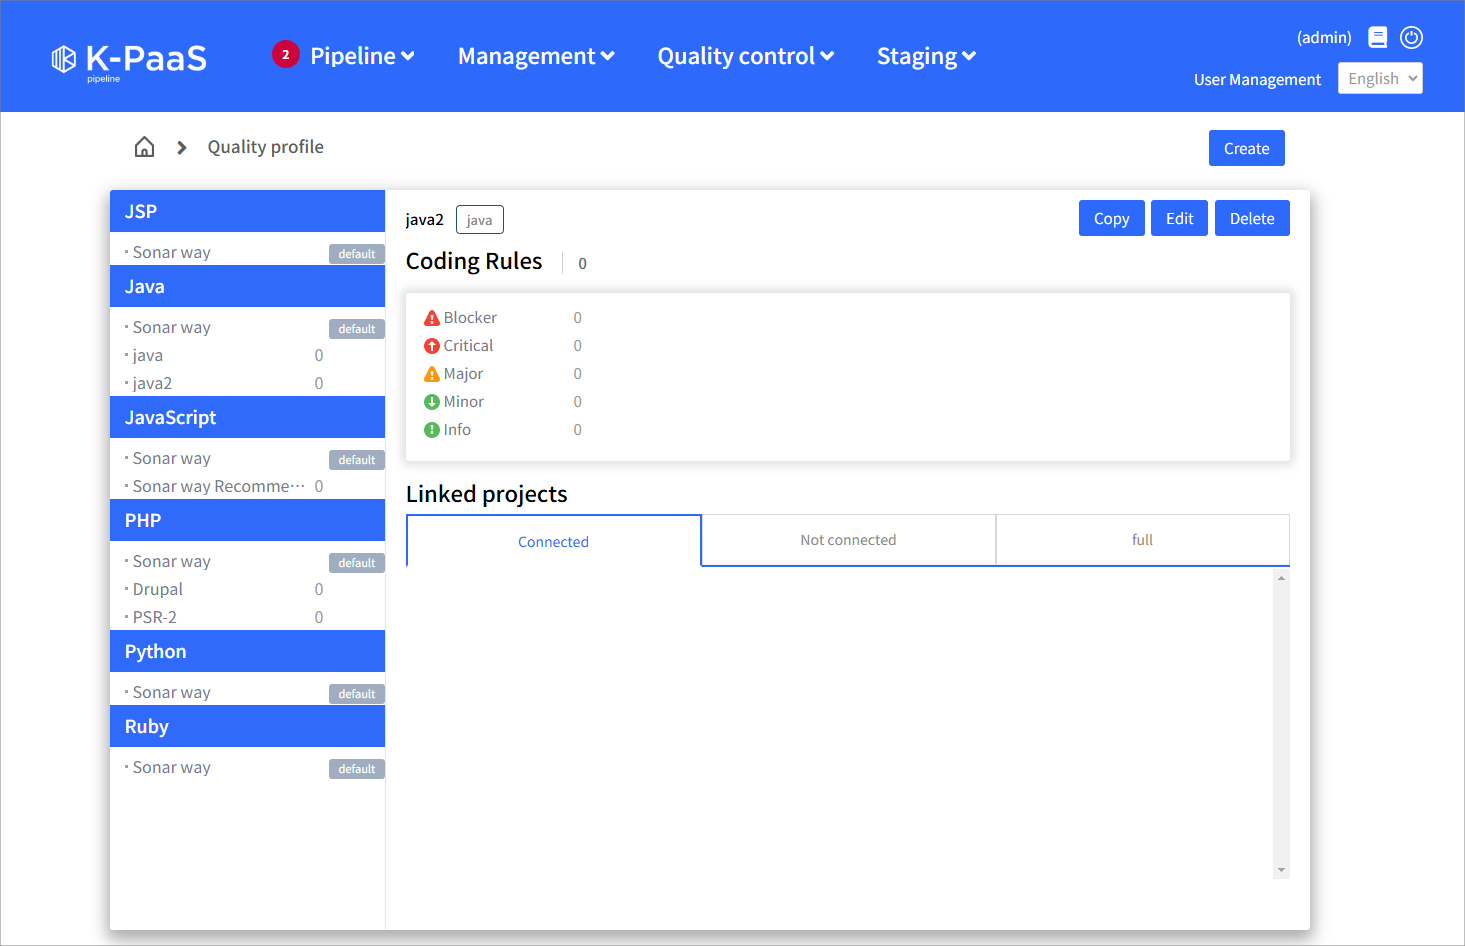 K-PaaS
pipeline
2 Pipeline Management Quality control Staging
(admin)
User Management English
Quality profile
Create
JSP
· Sonar way default
Java
· Sonar way default
· java 0
· java2 0
JavaScript
· Sonar way default
· Sonar way Recomme··· 0
PHP
· Sonar way default
· Drupal 0
· PSR-2 0
Python
· Sonar way default
Ruby
· Sonar way default
java2 java
Copy Edit Delete
Coding Rules 0
Blocker 0
Critical 0
Major 0
Minor 0
Info 0
Linked projects
Connected Not connected full